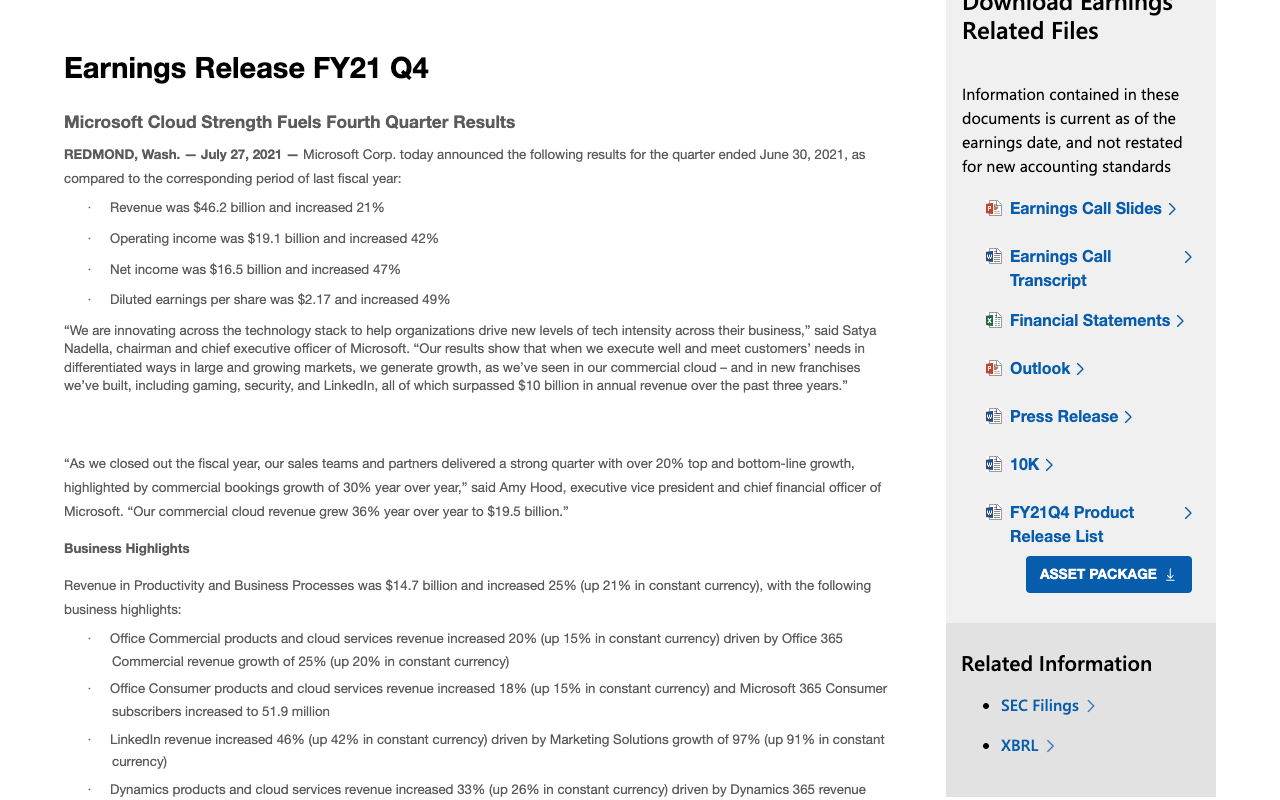 Earnings Release FY21 Q4
Microsoft Cloud Strength Fuels Fourth Quarter Results
REDMOND, Wash. — July 27, 2021 — Microsoft Corp. today announced the following results for the quarter ended June 30, 2021, as
compared to the corresponding period of last fiscal year:
· Revenue was $46.2 billion and increased 21%
· Operating income was $19.1 billion and increased 42%
· Net income was $16.5 billion and increased 47%
· Diluted earnings per share was $2.17 and increased 49%
“We are innovating across the technology stack to help organizations drive new levels of tech intensity across their business,” said Satya
Nadella, chairman and chief executive officer of Microsoft. “Our results show that when we execute well and meet customers’ needs in
differentiated ways in large and growing markets, we generate growth, as we’ve seen in our commercial cloud – and in new franchises
we’ve built, including gaming, security, and LinkedIn, all of which surpassed $10 billion in annual revenue over the past three years.”
“As we closed out the fiscal year, our sales teams and partners delivered a strong quarter with over 20% top and bottom-line growth,
highlighted by commercial bookings growth of 30% year over year,” said Amy Hood, executive vice president and chief financial officer of
Microsoft. “Our commercial cloud revenue grew 36% year over year to $19.5 billion.”
Business Highlights
Revenue in Productivity and Business Processes was $14.7 billion and increased 25% (up 21% in constant currency), with the following
business highlights:
· Office Commercial products and cloud services revenue increased 20% (up 15% in constant currency) driven by Office 365
Commercial revenue growth of 25% (up 20% in constant currency)
· Office Consumer products and cloud services revenue increased 18% (up 15% in constant currency) and Microsoft 365 Consumer
subscribers increased to 51.9 million
· LinkedIn revenue increased 46% (up 42% in constant currency) driven by Marketing Solutions growth of 97% (up 91% in constant
currency)
· Dynamics products and cloud services revenue increased 33% (up 26% in constant currency) driven by Dynamics 365 revenue
Download Earnings
Related Files
Information contained in these
documents is current as of the
earnings date, and not restated
for new accounting standards
Earnings Call Slides
Earnings Call
Transcript
Financial Statements
Outlook
Press Release
10K
FY21Q4 Product
Release List
ASSET PACKAGE
Related Information
• SEC Filings
• XBRL